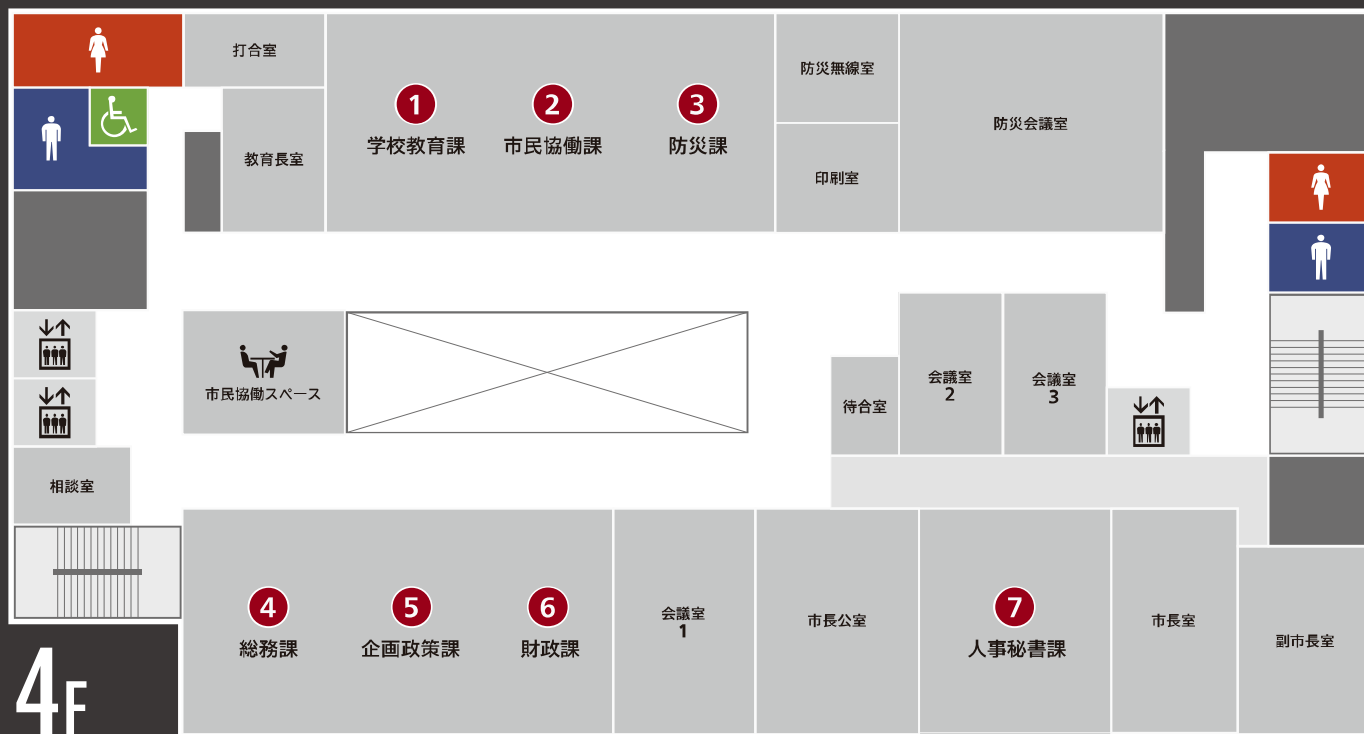 打合室
1
学校教育課
2
市民協働課
3
防災課
防災無線室
防災会議室
教育長室
印刷室
市民協働スペース
待合室
会議室
2
会議室
3
相談室
4
総務課
5
企画政策課
6
財政課
会議室
1
市長公室
7
人事秘書課
市長室
副市長室
4F